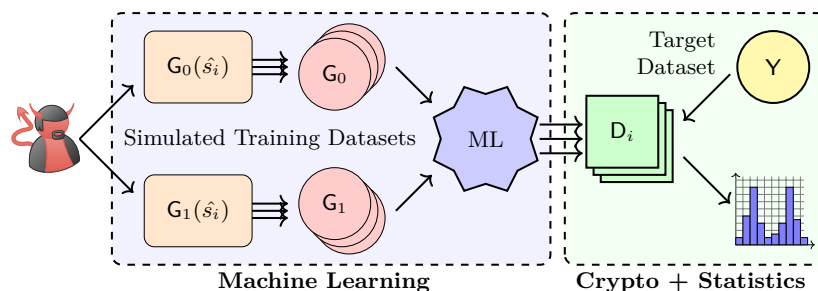 G₀(ŝᵢ)
G₀
Simulated Training Datasets
G₁(ŝᵢ)
G₁
ML
Dᵢ
Target
Dataset
Y
Machine Learning
Crypto + Statistics